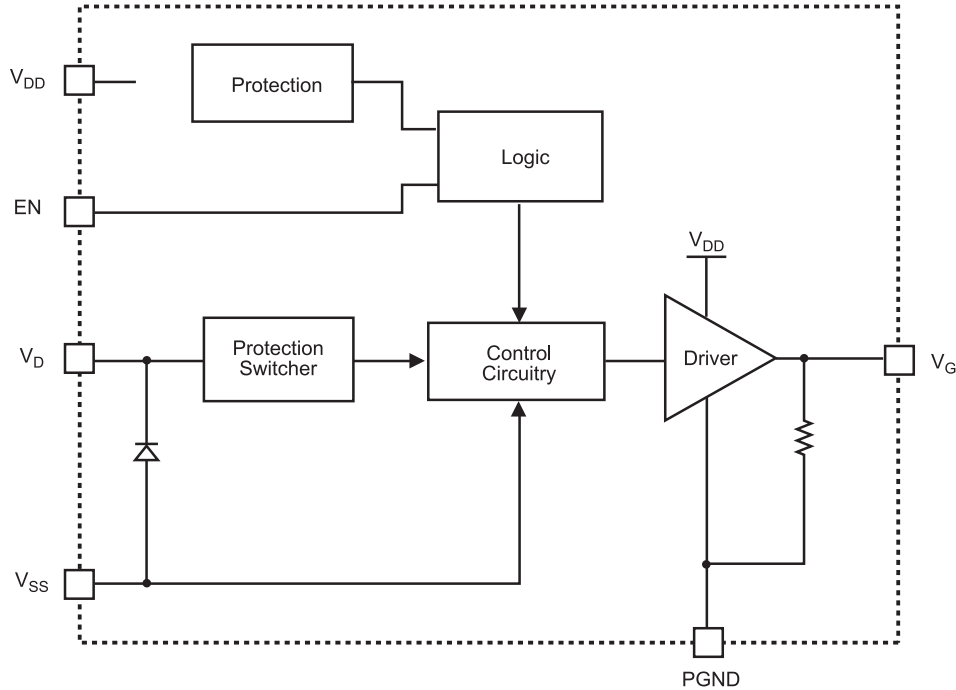 VDD
Protection
Logic
EN
VDD
VD
Protection
Switcher
Control
Circuitry
Driver
VG
VSS
PGND